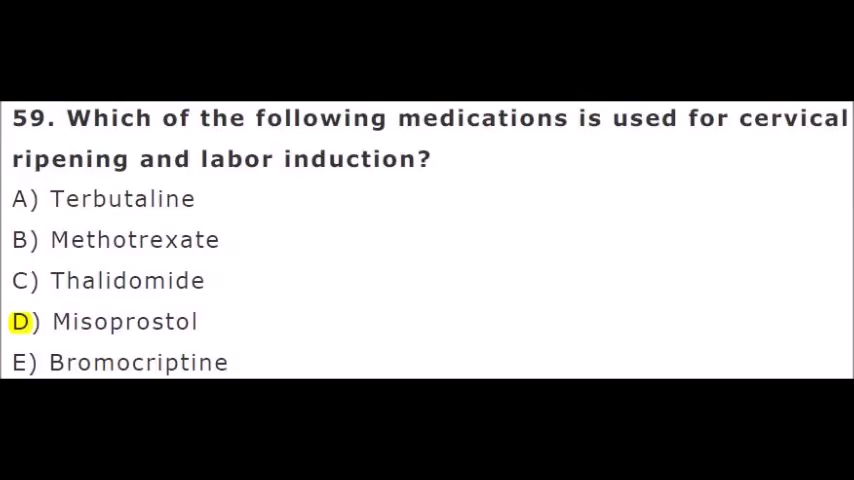 59. Which of the following medications is used for cervical
ripening and labor induction?
A) Terbutaline
B) Methotrexate
C) Thalidomide
D) Misoprostol
E) Bromocriptine